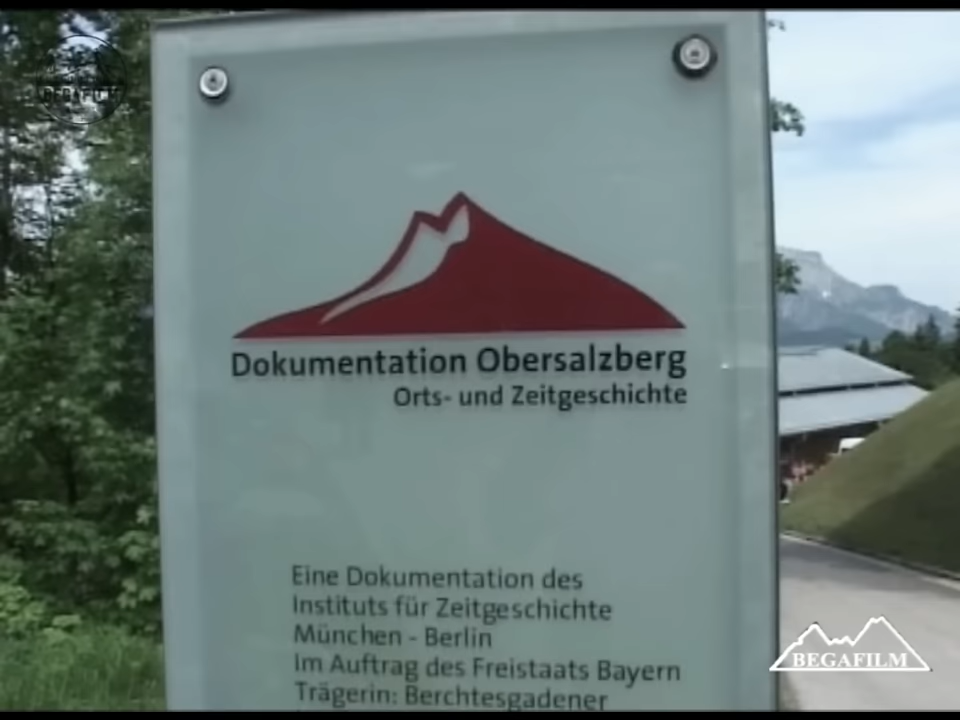 BEGAFILM
Dokumentation Obersalzberg
Orts- und Zeitgeschichte
Eine Dokumentation des
Instituts für Zeitgeschichte
München - Berlin
Im Auftrag des Freistaats Bayern
Trägerin: Berchtesgadener
BEGAFILM